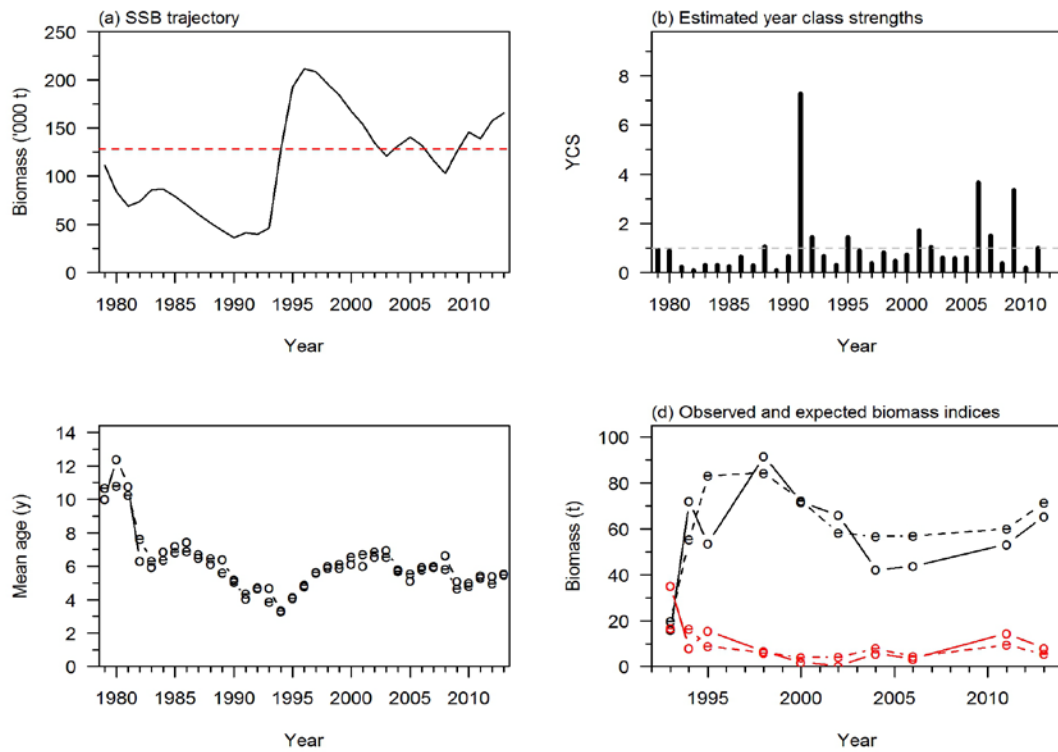 (a) SSB trajectory
250
200
150
100
50
0
Biomass ('000 t)
1980 1985 1990 1995 2000 2005 2010
Year
(b) Estimated year class strengths
8
6
4
2
0
YCS
1980 1985 1990 1995 2000 2005 2010
Year
14
12
10
8
6
4
2
0
Mean age (y)
1980 1985 1990 1995 2000 2005 2010
Year
(d) Observed and expected biomass indices
100
80
60
40
20
0
Biomass (t)
1995 2000 2005 2010
Year